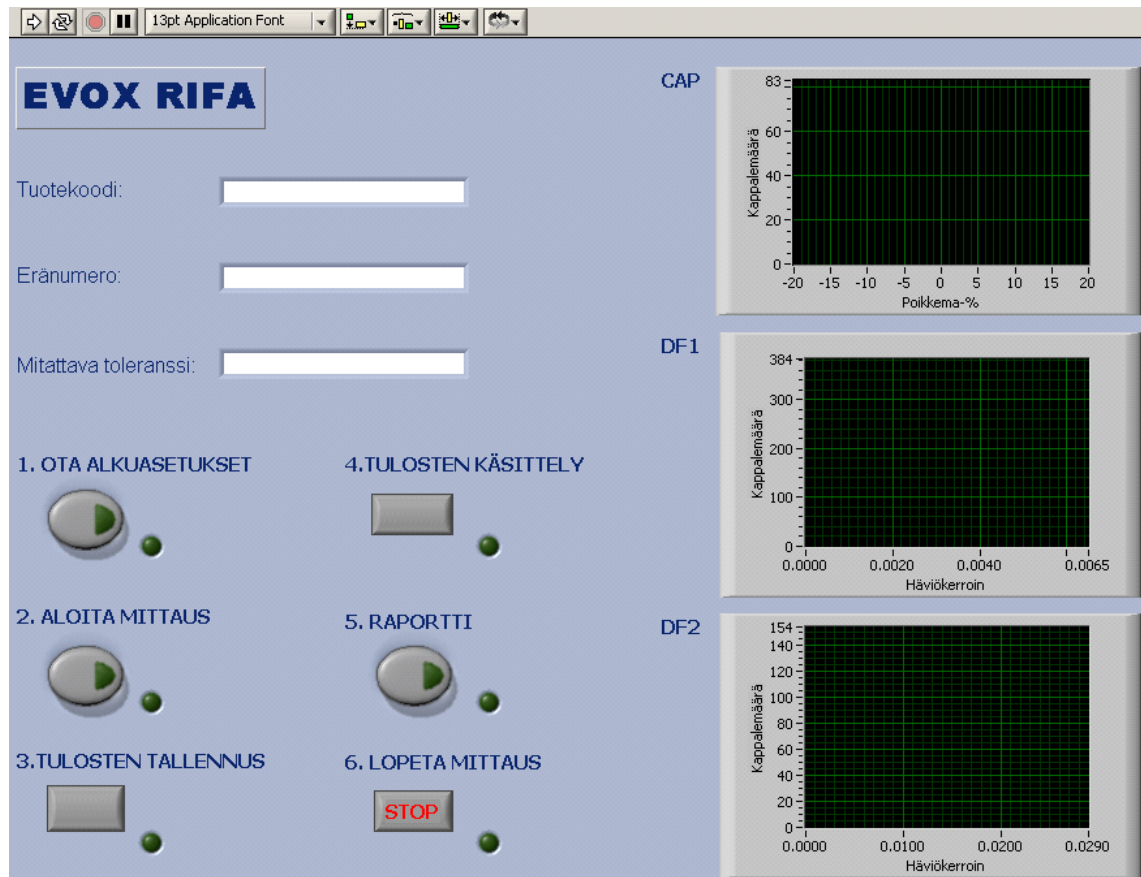 13pt Application Font
EVOX RIFA
Tuotekoodi:
Eränumero:
Mitattava toleranssi:
1. OTA ALKUASETUKSET
4.TULOSTEN KÄSITTELY
2. ALOITA MITTAUS
5. RAPORTTI
3.TULOSTEN TALLENNUS
6. LOPETA MITTAUS
STOP
CAP
Kappalemäärä
83
60
40
20
0
-20 -15 -10 -5 0 5 10 15 20
Poikkema-%
DF1
Kappalemäärä
384
300
200
100
0
0.0000 0.0020 0.0040 0.0065
Häviökerroin
DF2
Kappalemäärä
154
140
120
100
80
60
40
20
0
0.0000 0.0100 0.0200 0.0290
Häviökerroin